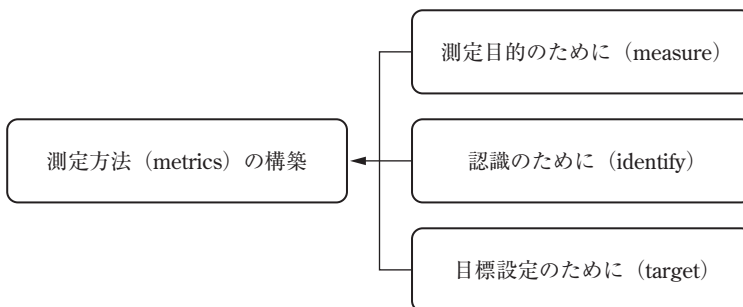 測定目的のために（measure）
測定方法（metrics）の構築
認識のために（identify）
目標設定のために（target）